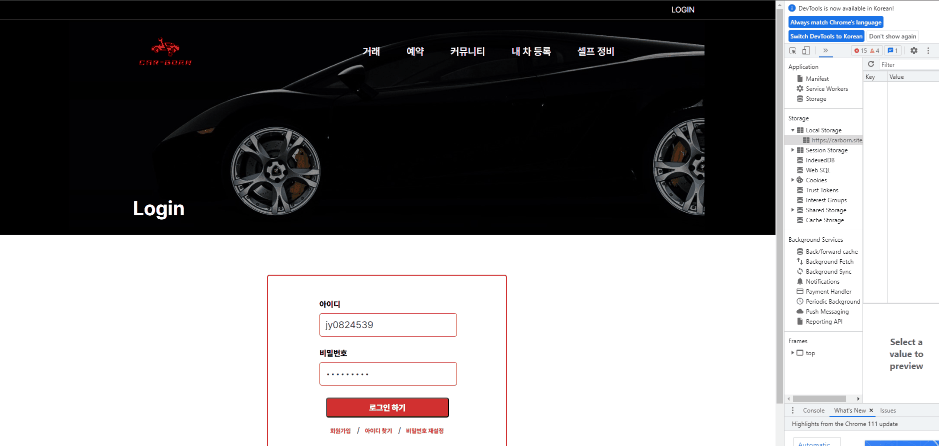 LOGIN
CAR-BORN
거래 예약 커뮤니티 내 차 등록 셀프 정비
Login
아이디
jy0824539
비밀번호
로그인 하기
회원가입 / 아이디 찾기 / 비밀번호 재설정
DevTools is now available in Korean!
Always match Chrome's language
Switch DevTools to Korean Don't show again
15 4 1
Application
Manifest
Service Workers
Storage
Storage
Local Storage
https://carborn.site
Session Storage
IndexedDB
Web SQL
Cookies
Trust Tokens
Interest Groups
Shared Storage
Cache Storage
Background Services
Back/forward cache
Background Fetch
Background Sync
Notifications
Payment Handler
Periodic Background
Push Messaging
Reporting API
Frames
top
Filter
Key Value
Select a
value to
preview
Console What's New Issues
Highlights from the Chrome 111 update
Automatic